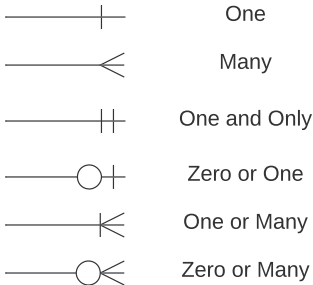 One
Many
One and Only
Zero or One
One or Many
Zero or Many